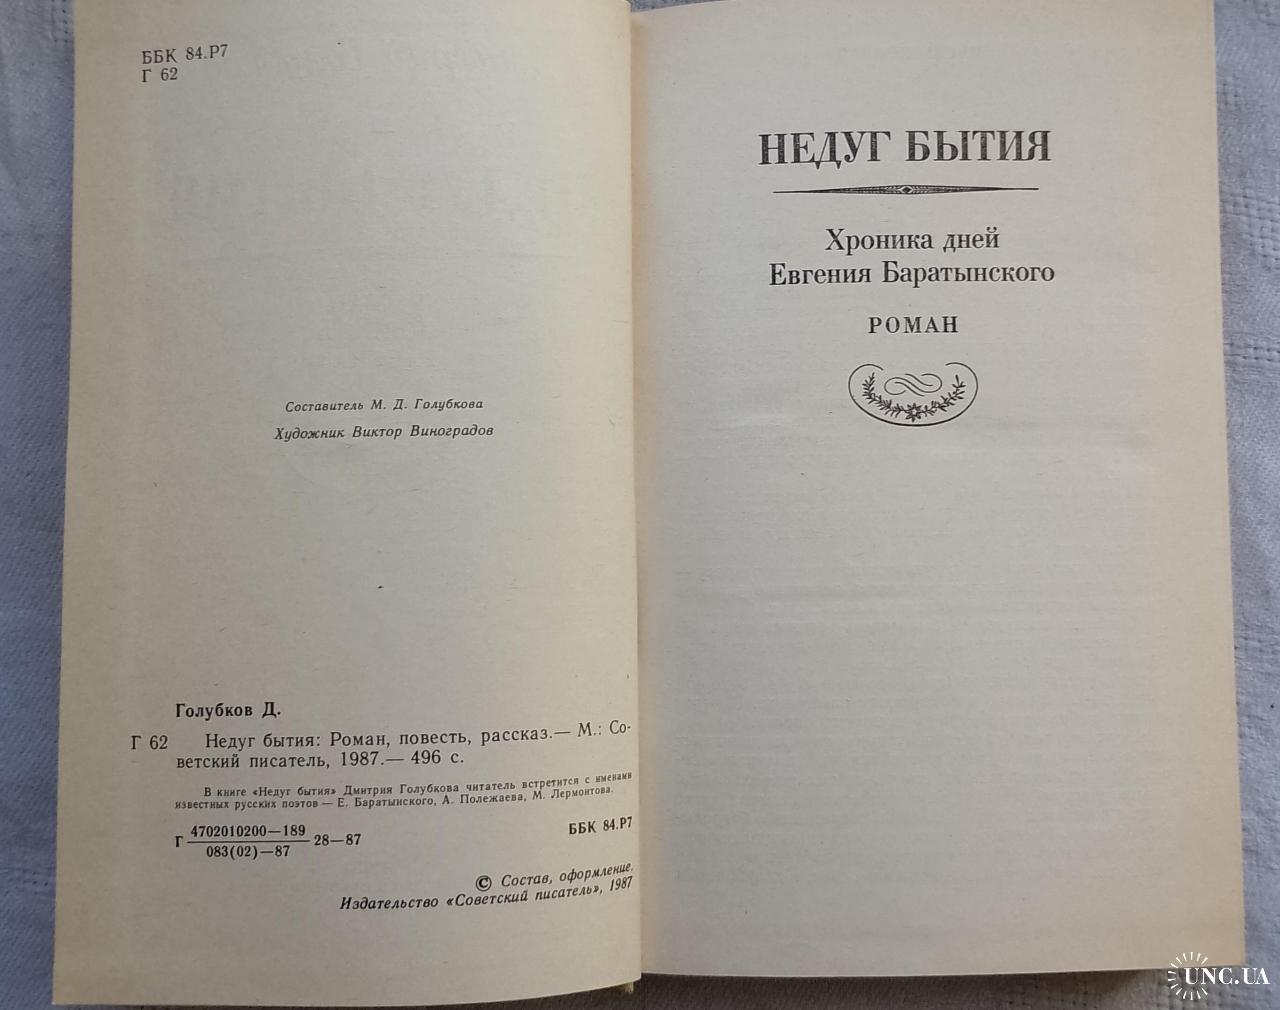 ББК 84.Р7
Г 62
Составитель М. Д. Голубкова
Художник Виктор Виноградов
Голубков Д.
Г 62 Недуг бытия: Роман, повесть, рассказ.— М.: Со-
ветский писатель, 1987.— 496 с.
В книге «Недуг бытия» Дмитрия Голубкова читатель встретится с именами
известных русских поэтов — Е. Баратынского, А. Полежаева, М. Лермонтова.
Г 4702010200—189 28—87
083(02)—87
ББК 84.Р7
© Состав, оформление.
Издательство «Советский писатель», 1987
НЕДУГ БЫТИЯ
Хроника дней
Евгения Баратынского
РОМАН
UNC.UA